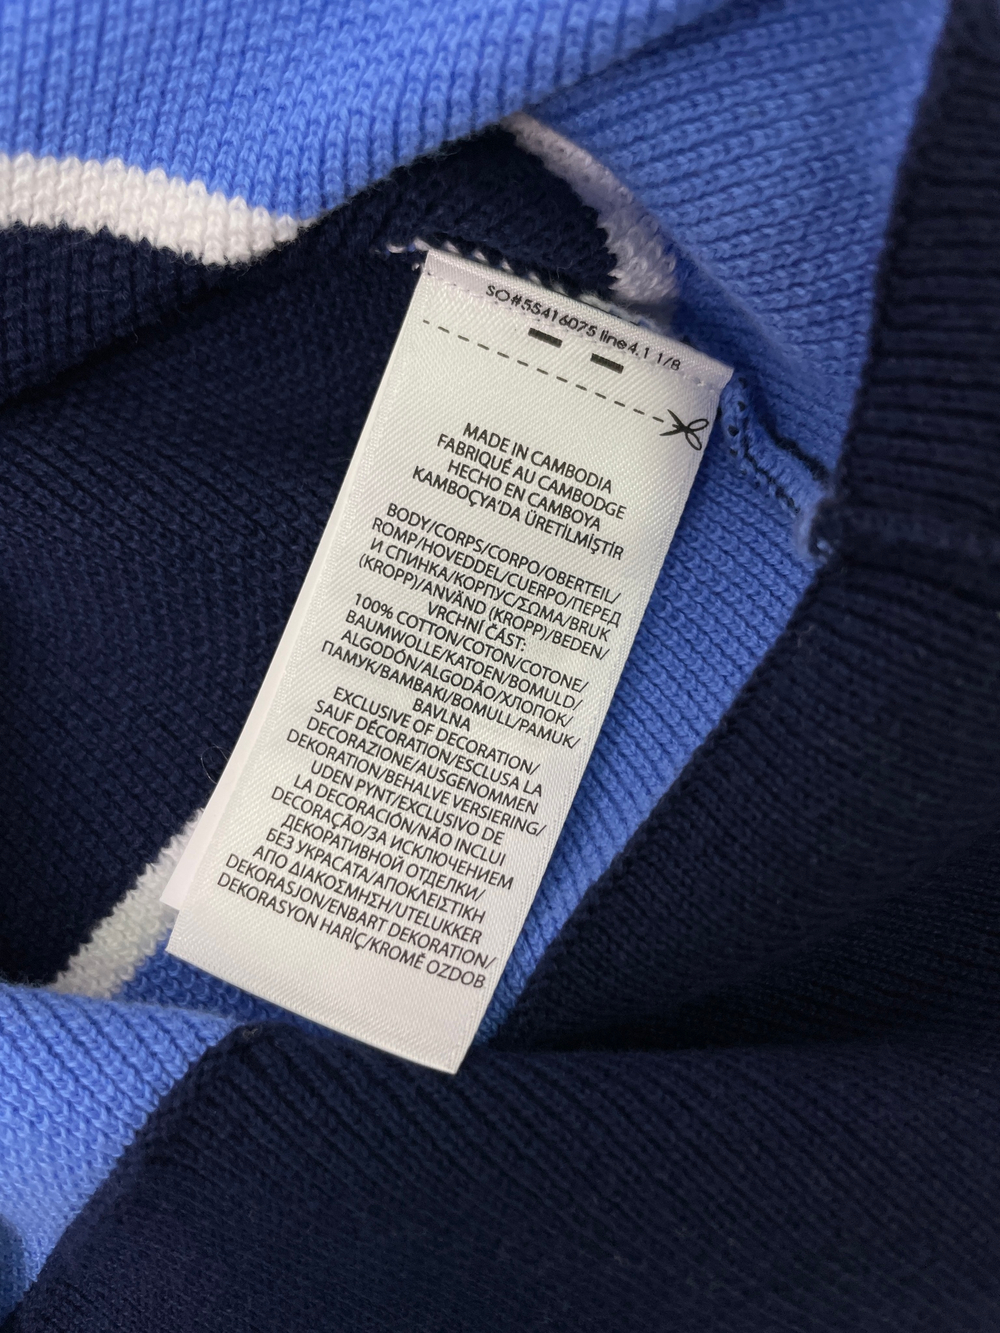 SO#55416075 line4.1 1/8
MADE IN CAMBODIA
FABRIQUÉ AU CAMBODGE
HECHO EN CAMBOYA
KAMBOÇYA'DA ÜRETİLMİŞTİR
BODY/CORPS/CORPO/OBERTEIL/
ROMP/HOVEDDEL/CUERPO/ПЕРЕД
И СПИНКА/КОРПУС/ΣΩΜΑ/BRUK
(KROPP)/ANVÄND (KROPP)/BEDEN/
VRCHNÍ ČÁST:
100% COTTON/COTON/COTONE/
BAUMWOLLE/KATOEN/BOMULD/
ALGODÓN/ALGODÃO/ХЛОПОК/
ПАМУК/ΒΑΜΒΑΚΙ/BOMULL/PAMUK/
BAVLNA
EXCLUSIVE OF DECORATION/
SAUF DÉCORATION/ESCLUSA LA
DECORAZIONE/AUSGENOMMEN
DEKORATION/BEHALVE VERSIERING/
UDEN PYNT/EXCLUSIVO DE
LA DECORACIÓN/NÃO INCLUI
DECORAÇÃO/ЗА ИСКЛЮЧЕНИЕМ
ДЕКОРАТИВНОЙ ОТДЕЛКИ/
БЕЗ УКРАСАТА/ΑΠΟΚΛΕΙΣΤΙΚΗ
ΑΠΟ ΔΙΑΚΟΣΜΗΣΗ/UTELUKKER
DEKORASJON/ENBART DEKORATION/
DEKORASYON HARİÇ/KROMĚ OZDOB